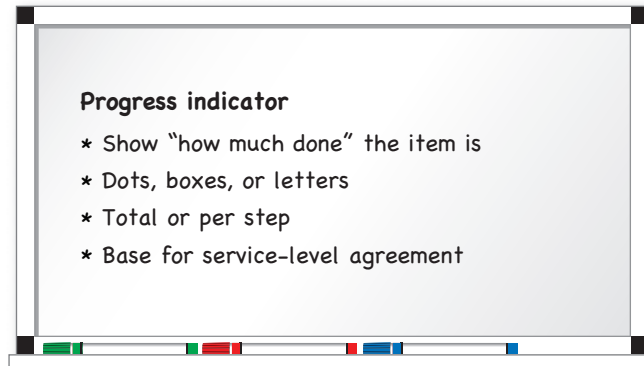 Progress indicator
* Show “how much done” the item is
* Dots, boxes, or letters
* Total or per step
* Base for service-level agreement